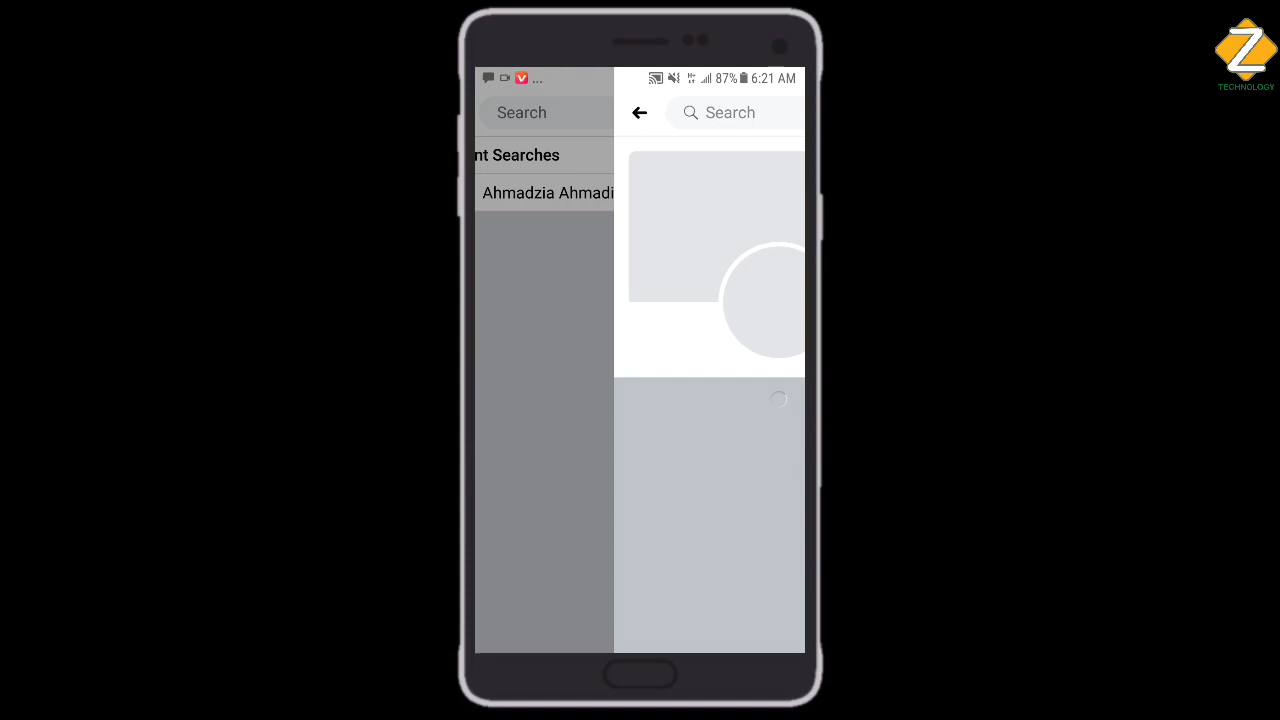 ... 87% 6:21 AM
Search
Search
nt Searches
Ahmadzia Ahmadi
Z
TECHNOLOGY